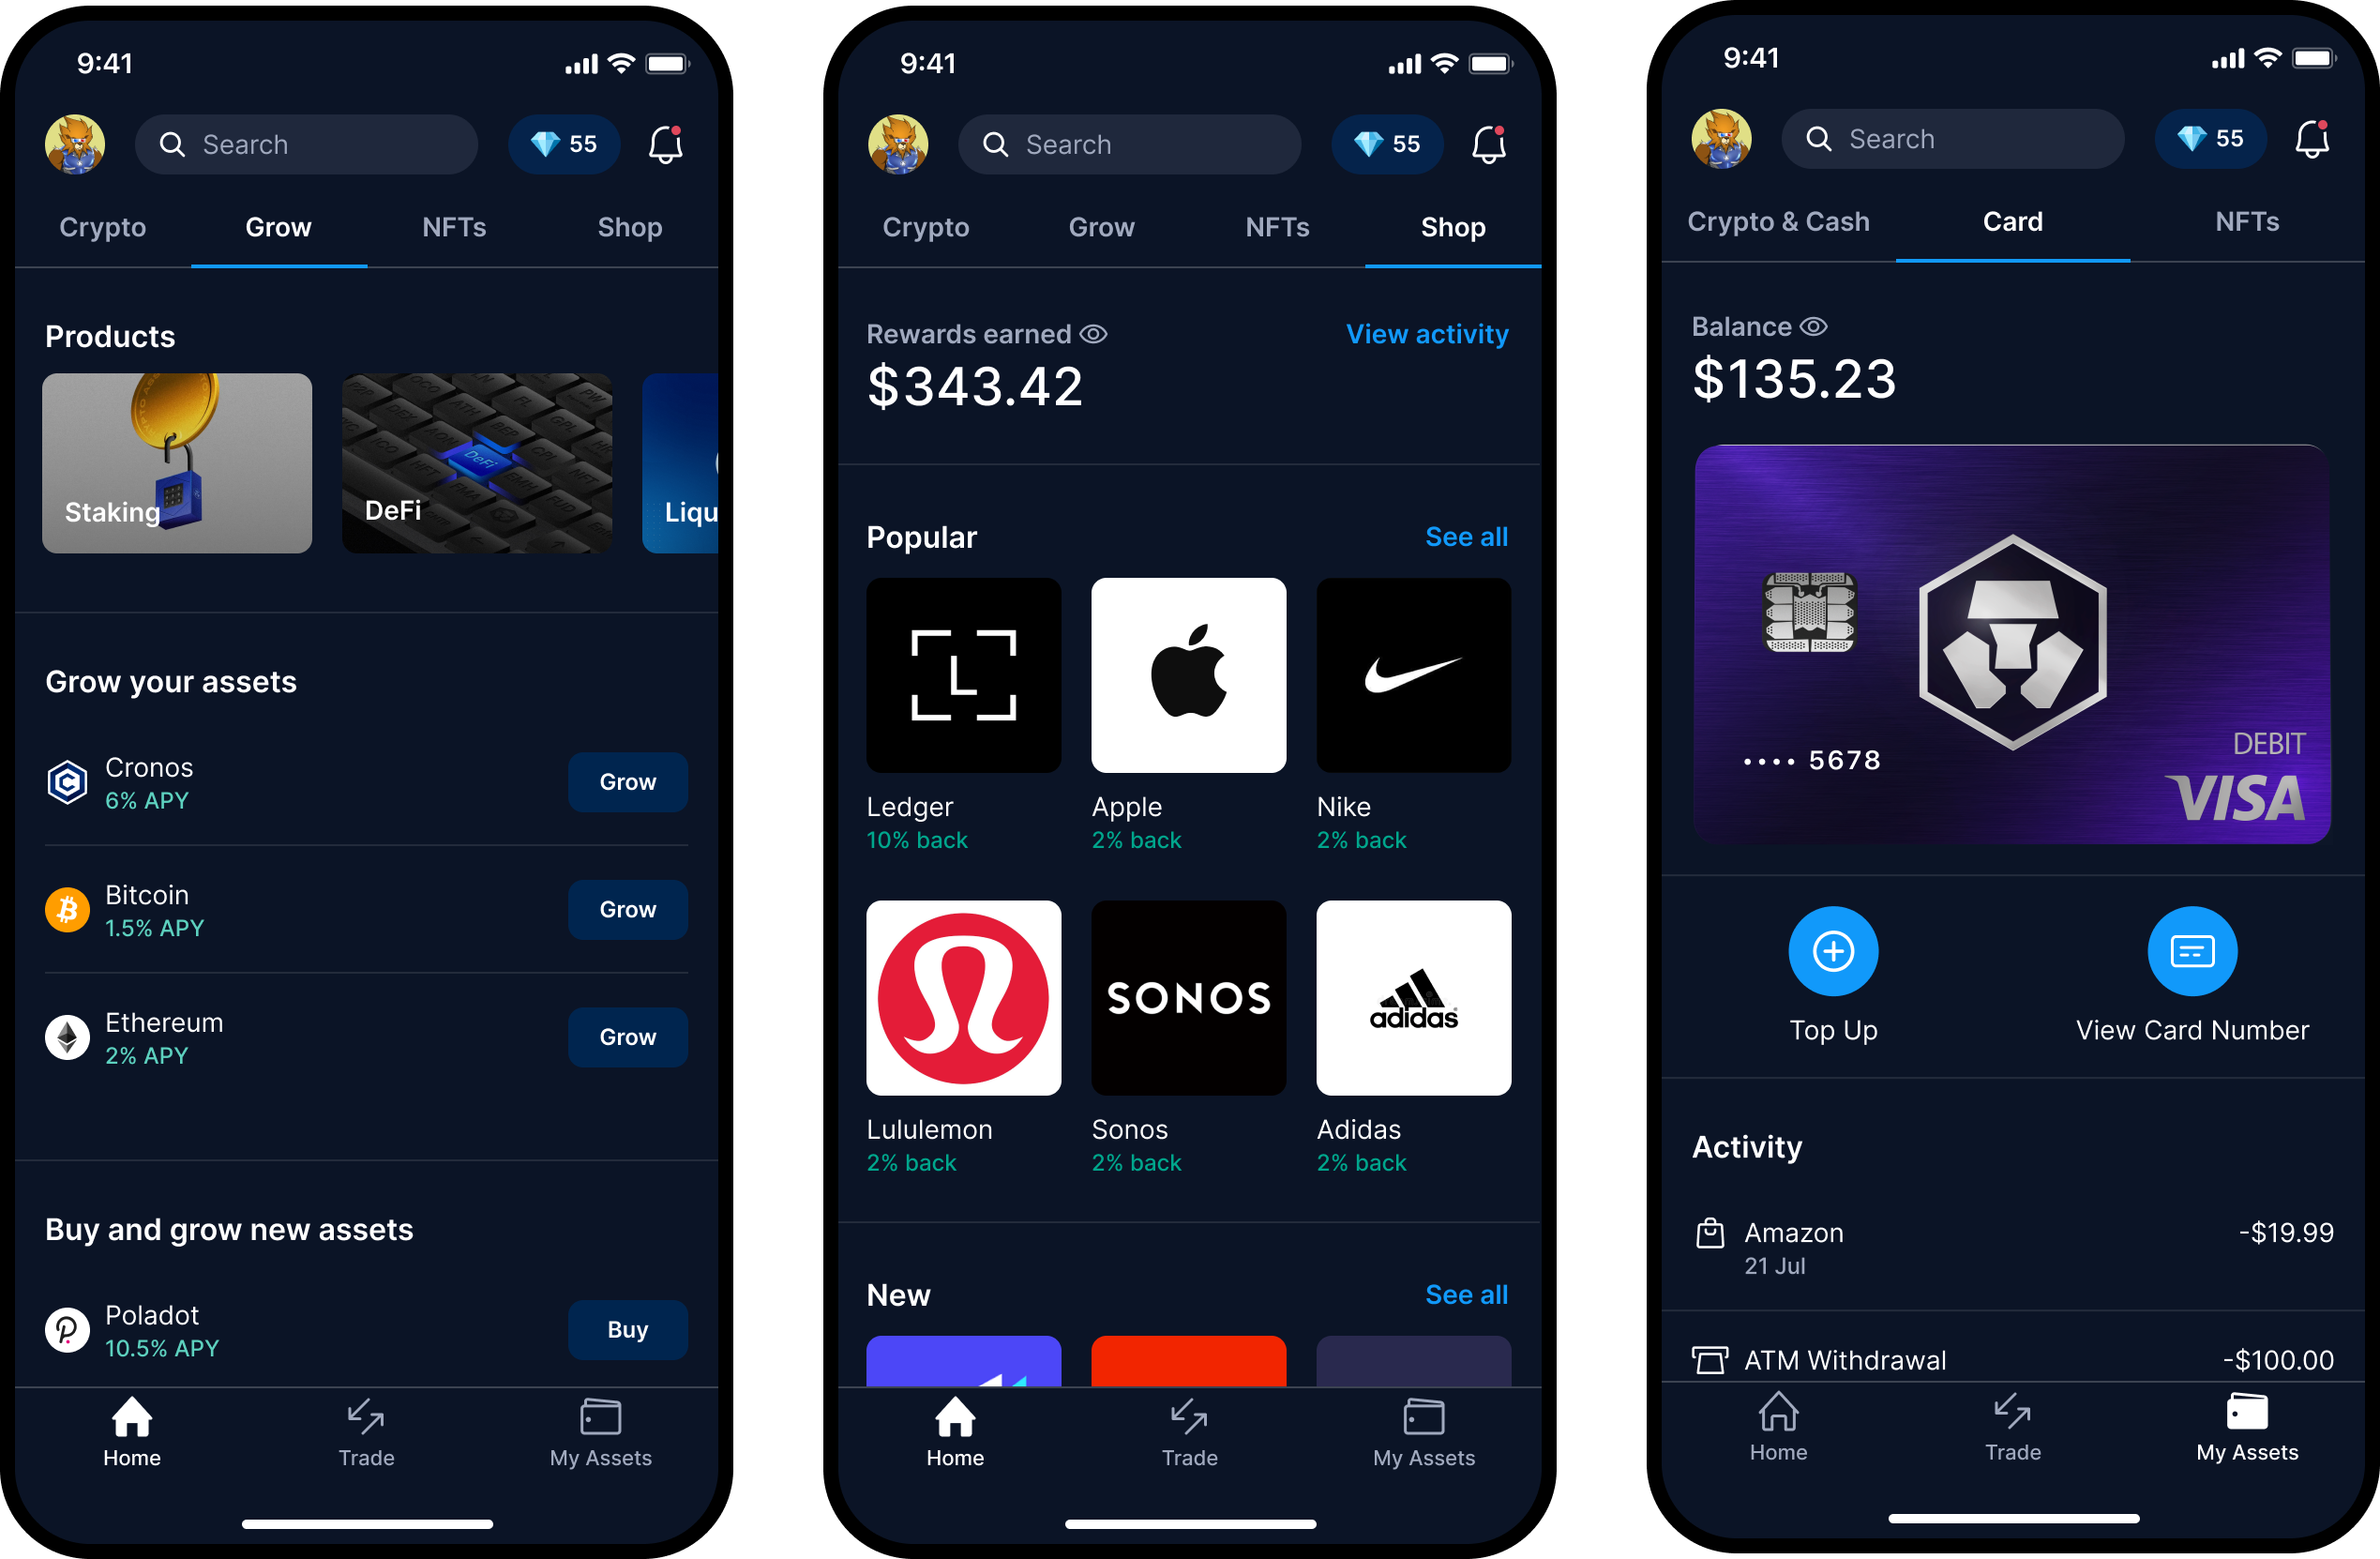 9:41
Search
55
Crypto
Grow
NFTs
Shop
Products
Staking
DeFi
DeFi
Liqu
Grow your assets
Cronos
6% APY
Grow
Bitcoin
1.5% APY
Grow
Ethereum
2% APY
Grow
Buy and grow new assets
Poladot
10.5% APY
Buy
Home
Trade
My Assets
9:41
Search
55
Crypto
Grow
NFTs
Shop
Rewards earned
View activity
$343.42
Popular
See all
L
Ledger
10% back
Apple
2% back
Nike
2% back
SONOS
adidas
Lululemon
2% back
Sonos
2% back
Adidas
2% back
New
See all
Home
Trade
My Assets
9:41
Search
55
Crypto & Cash
Card
NFTs
Balance
$135.23
•••• 5678
DEBIT
VISA
Top Up
View Card Number
Activity
Amazon
-$19.99
21 Jul
ATM Withdrawal
-$100.00
Home
Trade
My Assets